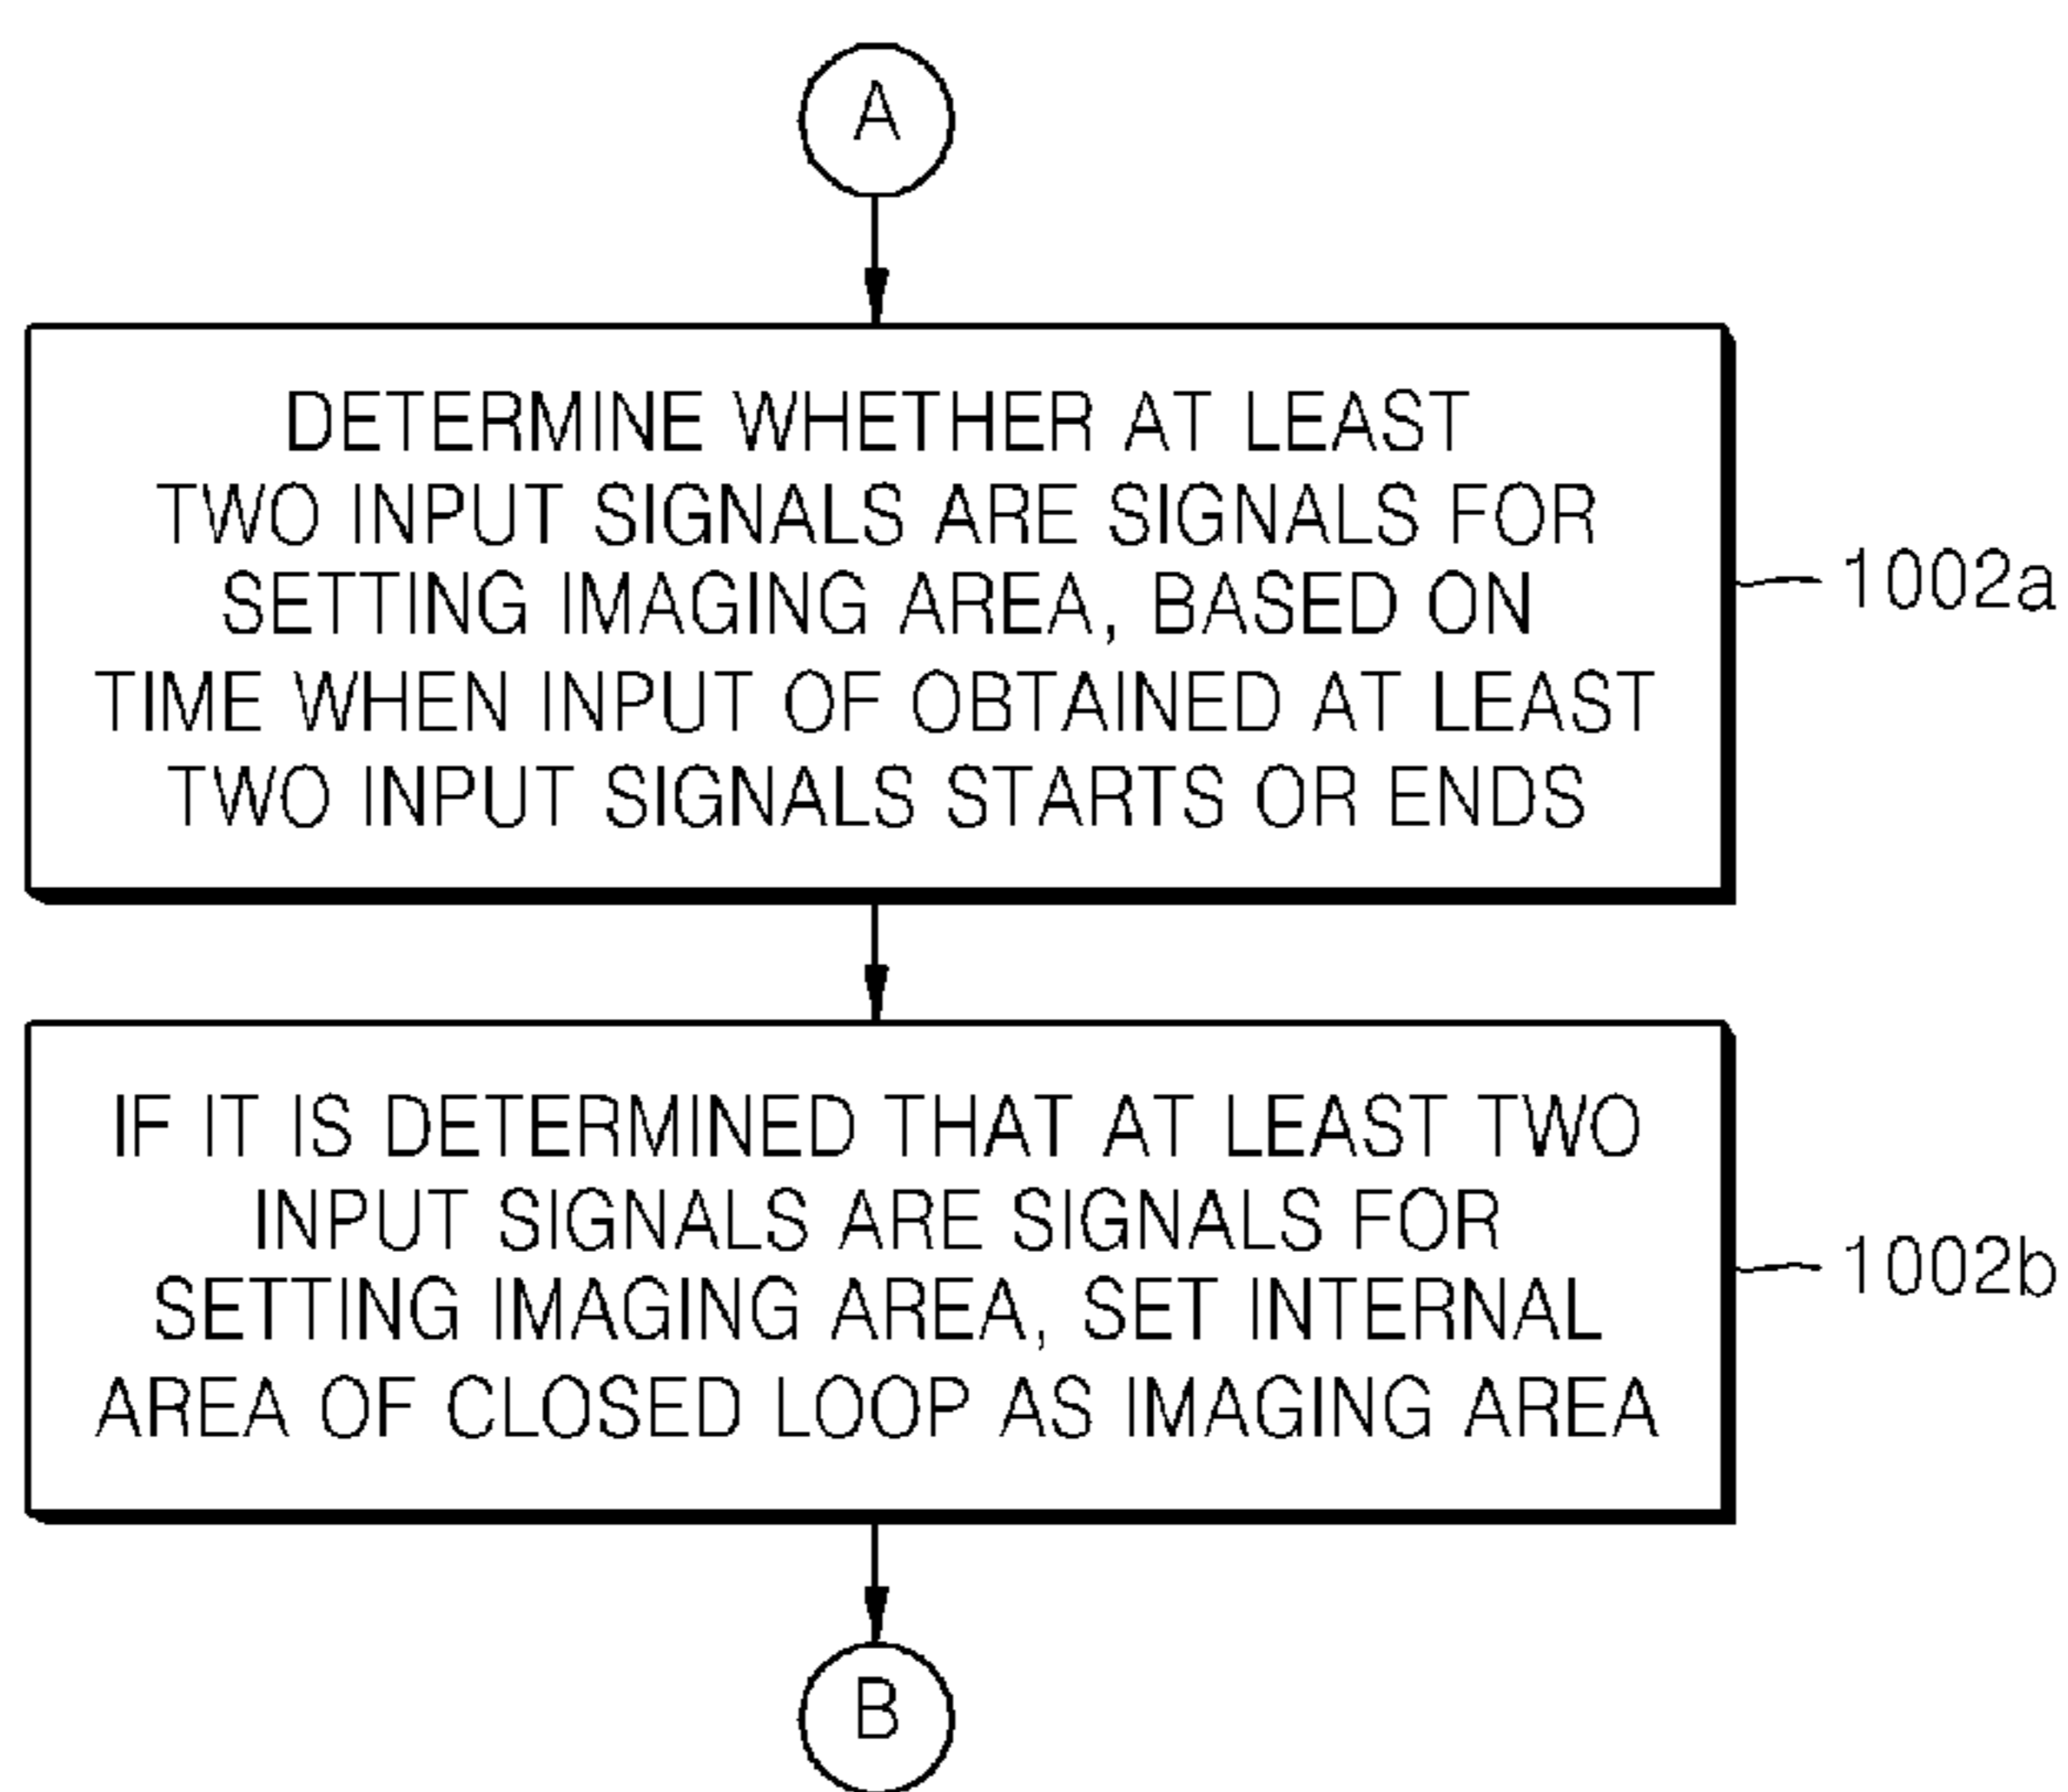 A
DETERMINE WHETHER AT LEAST
TWO INPUT SIGNALS ARE SIGNALS FOR
SETTING IMAGING AREA, BASED ON
TIME WHEN INPUT OF OBTAINED AT LEAST
TWO INPUT SIGNALS STARTS OR ENDS
1002a
IF IT IS DETERMINED THAT AT LEAST TWO
INPUT SIGNALS ARE SIGNALS FOR
SETTING IMAGING AREA, SET INTERNAL
AREA OF CLOSED LOOP AS IMAGING AREA
1002b
B